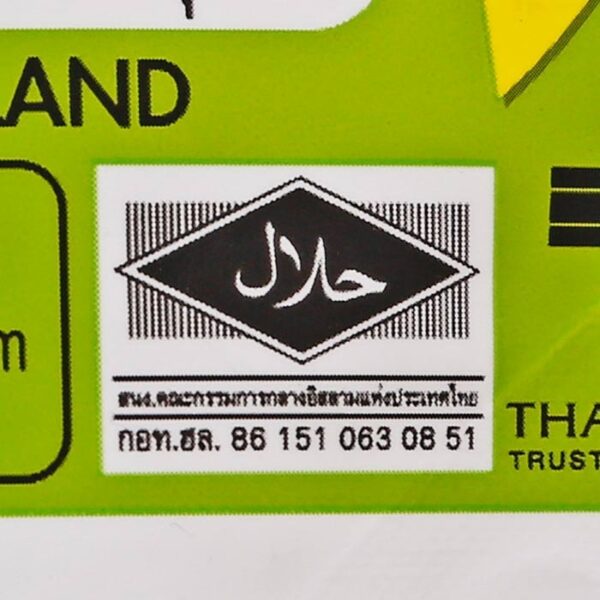 LAND
حلال
m
สนง.คณะกรรมการกลางอิสลามแห่งประเทศไทย
กอท.ฮล. 86 151 063 08 51
THA
TRUST